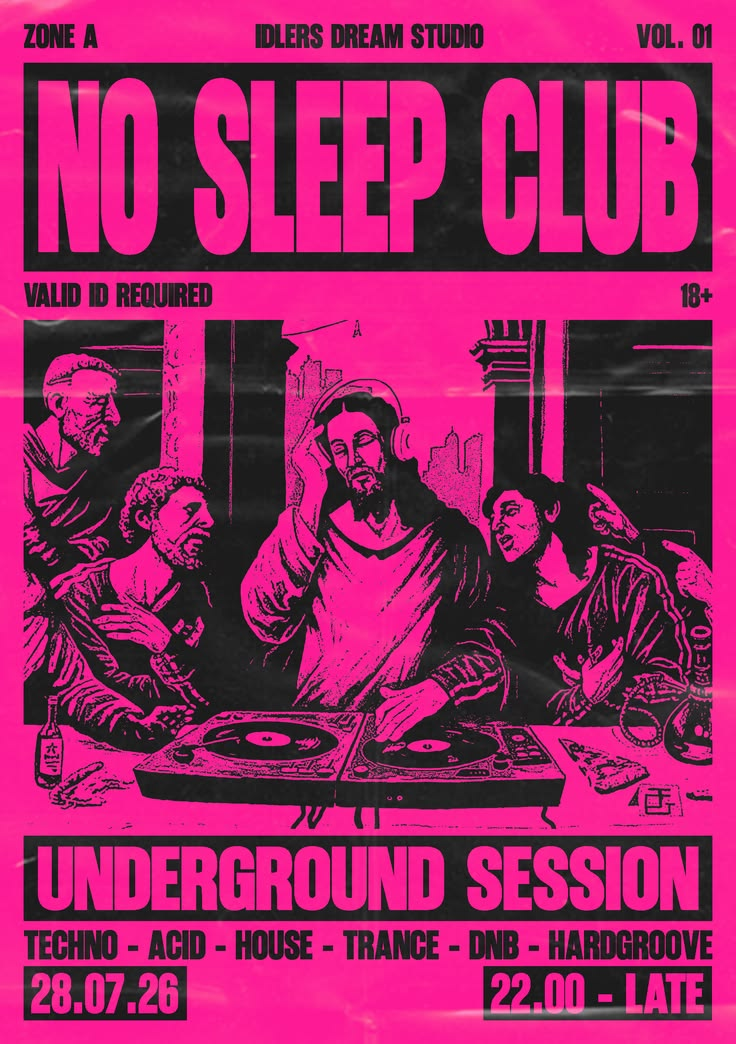 ZONE A IDLERS DREAM STUDIO VOL. 01
NO SLEEP CLUB
VALID ID REQUIRED 18+
UNDERGROUND SESSION
TECHNO - ACID - HOUSE - TRANCE - DNB - HARDGROOVE
28.07.26 22.00 - LATE